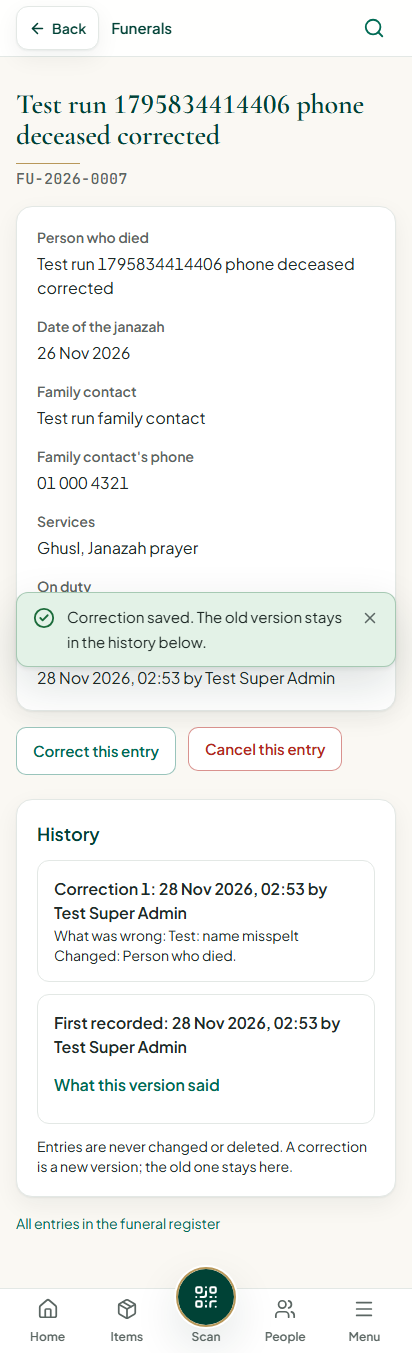 Back
Funerals
Test run 1795834414406 phone
deceased corrected
FU-2026-0007
Person who died
Test run 1795834414406 phone deceased
corrected
Date of the janazah
26 Nov 2026
Family contact
Test run family contact
Family contact's phone
01 000 4321
Services
Ghusl, Janazah prayer
On duty
Correction saved. The old version stays
in the history below.
28 Nov 2026, 02:53 by Test Super Admin
Correct this entry
Cancel this entry
History
Correction 1: 28 Nov 2026, 02:53 by
Test Super Admin
What was wrong: Test: name misspelt
Changed: Person who died.
First recorded: 28 Nov 2026, 02:53 by
Test Super Admin
What this version said
Entries are never changed or deleted. A correction
is a new version; the old one stays here.
All entries in the funeral register
Home
Items
Scan
People
Menu